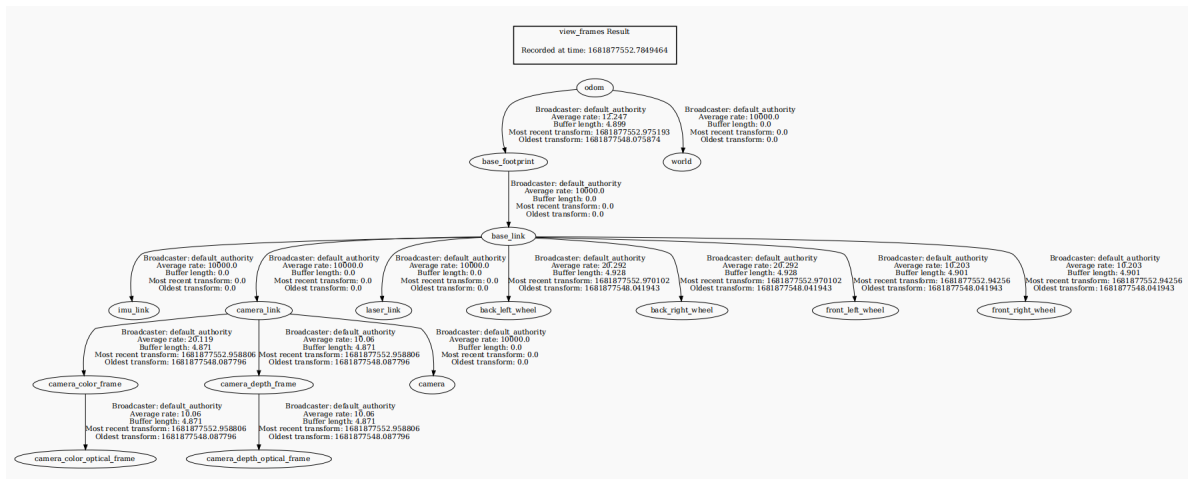 view_frames Result
Recorded at time: 1681877552.7849464
odom
Broadcaster: default_authority
Average rate: 12.247
Buffer length: 4.899
Most recent transform: 1681877552.975193
Oldest transform: 1681877548.075874
Broadcaster: default_authority
Average rate: 10000.0
Buffer length: 0.0
Most recent transform: 0.0
Oldest transform: 0.0
base_footprint
world
Broadcaster: default_authority
Average rate: 10000.0
Buffer length: 0.0
Most recent transform: 0.0
Oldest transform: 0.0
base_link
Broadcaster: default_authority
Average rate: 10000.0
Buffer length: 0.0
Most recent transform: 0.0
Oldest transform: 0.0
Broadcaster: default_authority
Average rate: 10000.0
Buffer length: 0.0
Most recent transform: 0.0
Oldest transform: 0.0
Broadcaster: default_authority
Average rate: 10000.0
Buffer length: 0.0
Most recent transform: 0.0
Oldest transform: 0.0
Broadcaster: default_authority
Average rate: 20.292
Buffer length: 4.928
Most recent transform: 1681877552.970102
Oldest transform: 1681877548.041943
Broadcaster: default_authority
Average rate: 20.292
Buffer length: 4.928
Most recent transform: 1681877552.970102
Oldest transform: 1681877548.041943
Broadcaster: default_authority
Average rate: 10.203
Buffer length: 4.901
Most recent transform: 1681877552.94256
Oldest transform: 1681877548.041943
Broadcaster: default_authority
Average rate: 10.203
Buffer length: 4.901
Most recent transform: 1681877552.94256
Oldest transform: 1681877548.041943
imu_link
camera_link
laser_link
back_left_wheel
back_right_wheel
front_left_wheel
front_right_wheel
Broadcaster: default_authority
Average rate: 20.119
Buffer length: 4.871
Most recent transform: 1681877552.958806
Oldest transform: 1681877548.087796
Broadcaster: default_authority
Average rate: 10.06
Buffer length: 4.871
Most recent transform: 1681877552.958806
Oldest transform: 1681877548.087796
Broadcaster: default_authority
Average rate: 10000.0
Buffer length: 0.0
Most recent transform: 0.0
Oldest transform: 0.0
camera_color_frame
camera_depth_frame
camera
Broadcaster: default_authority
Average rate: 10.06
Buffer length: 4.871
Most recent transform: 1681877552.958806
Oldest transform: 1681877548.087796
Broadcaster: default_authority
Average rate: 10.06
Buffer length: 4.871
Most recent transform: 1681877552.958806
Oldest transform: 1681877548.087796
camera_color_optical_frame
camera_depth_optical_frame